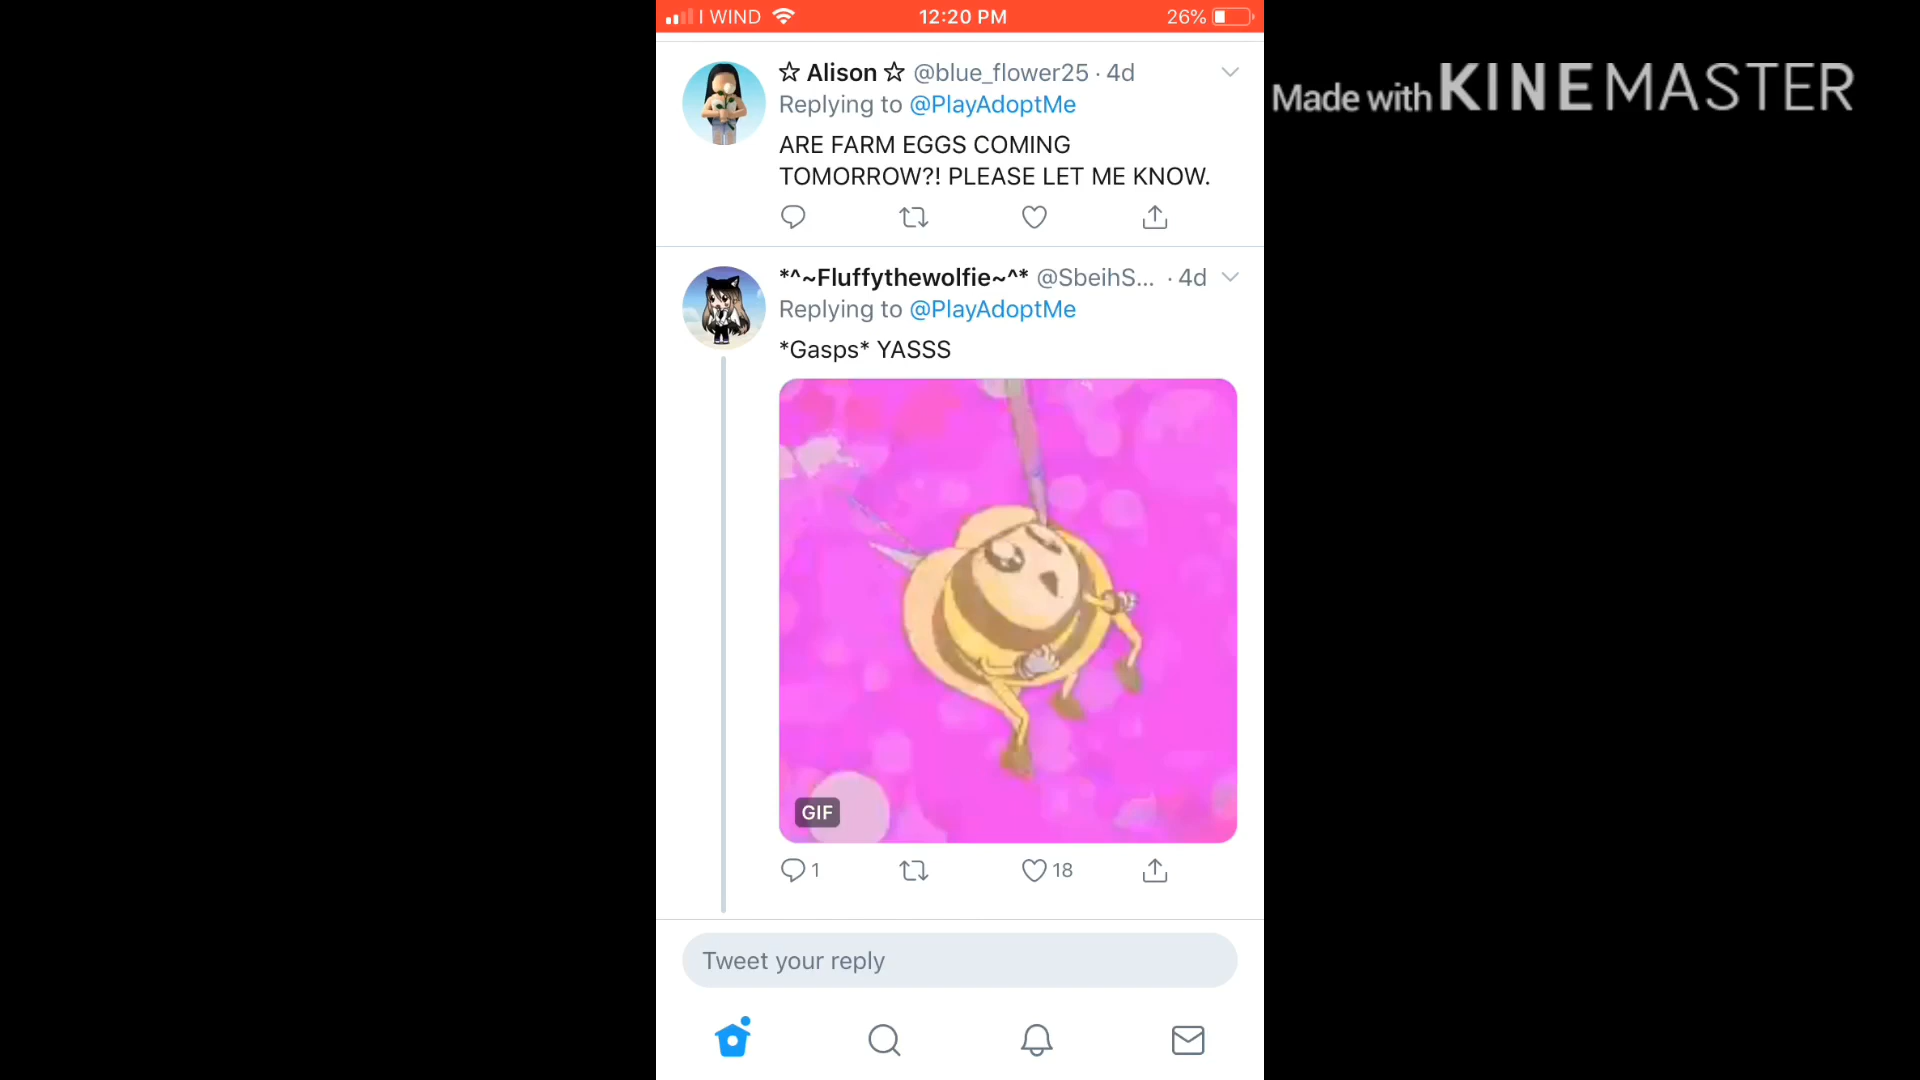 I WIND 12:20 PM 26%
Made with KINEMASTER
☆ Alison ☆ @blue_flower25 · 4d
Replying to @PlayAdoptMe
ARE FARM EGGS COMING
TOMORROW?! PLEASE LET ME KNOW.
*^~Fluffythewolfie~^* @SbeihS... · 4d
Replying to @PlayAdoptMe
*Gasps* YASSS
GIF
1 18
Tweet your reply